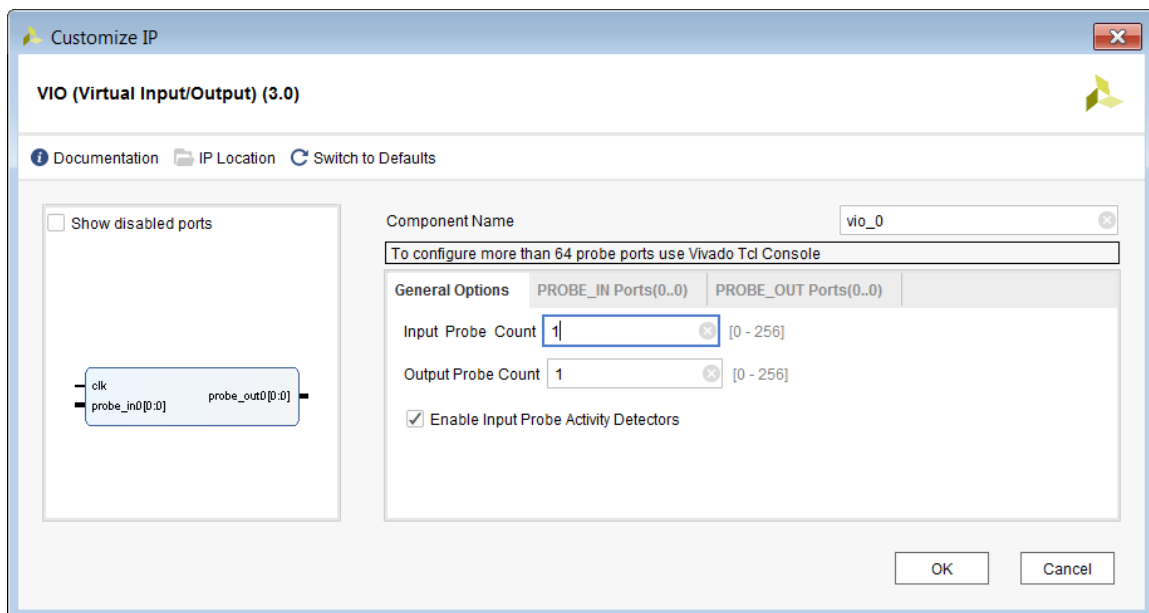 Customize IP
VIO (Virtual Input/Output) (3.0)
Documentation IP Location Switch to Defaults
Show disabled ports
clk
probe_in0[0:0]
probe_out0[0:0]
Component Name vio_0
To configure more than 64 probe ports use Vivado Tcl Console
General Options PROBE_IN Ports(0..0) PROBE_OUT Ports(0..0)
Input Probe Count 1 [0 - 256]
Output Probe Count 1 [0 - 256]
Enable Input Probe Activity Detectors
OK Cancel